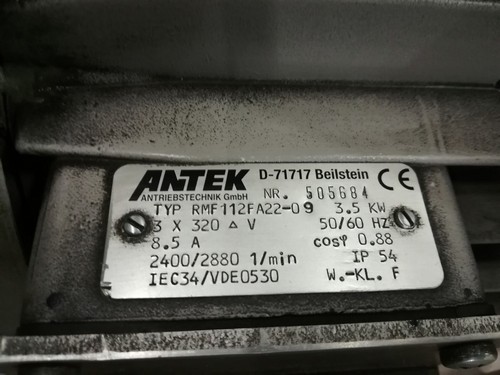 ANTEK D-71717 Beilstein CE
ANTRIEBSTECHNIK GmbH NR. 505684
TYP RMF112FA22-09 3.5 KW
3 X 320 △ V 50/60 HZ
8.5 A cosφ 0.88
2400/2880 1/min IP 54
IEC34/VDE0530 W.-KL. F